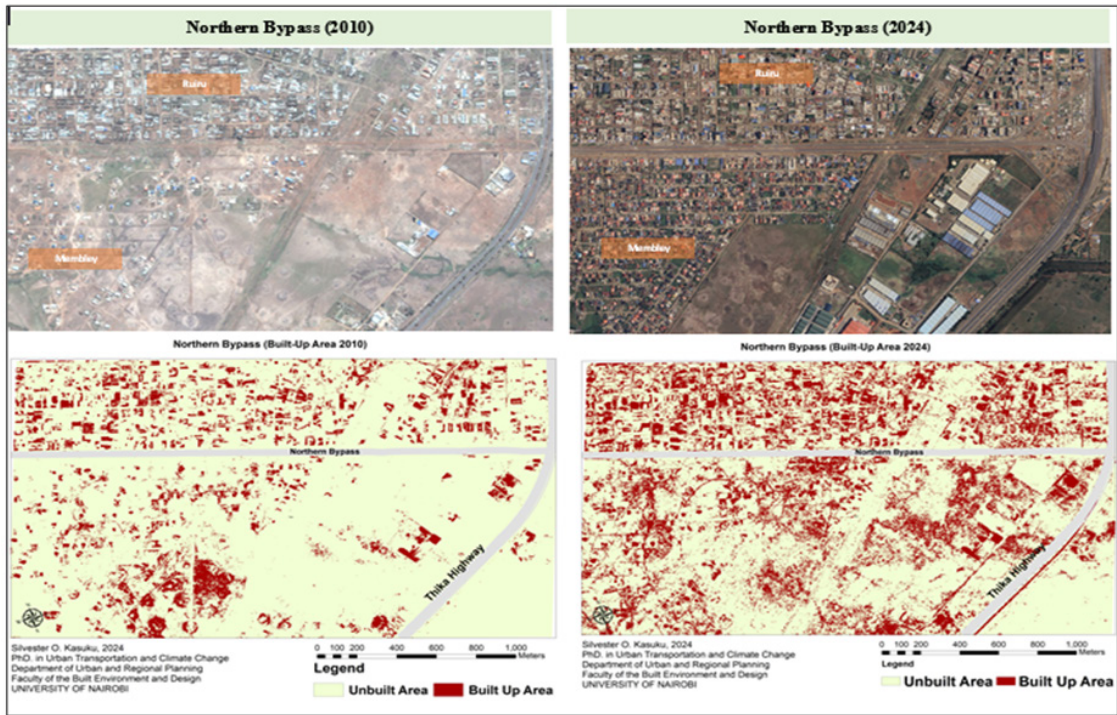 Northern Bypass (2010)
Northern Bypass (2024)
Ruiru
Membley
Ruiru
Membley
Northern Bypass (Built-Up Area 2010)
Northern Bypass (Built-Up Area 2024)
Northern Bypass
Thika Highway
Northern Bypass
Thika Highway
Silvester O. Kasuku, 2024
PhD. in Urban Transportation and Climate Change
Department of Urban and Regional Planning
Faculty of the Built Environment and Design
UNIVERSITY OF NAIROBI
0 100 200 400 600 800 1,000
Meters
Legend
Unbuilt Area
Built Up Area
Silvester O. Kasuku, 2024
PhD. in Urban Transportation and Climate Change
Department of Urban and Regional Planning
Faculty of the Built Environment and Design
UNIVERSITY OF NAIROBI
0 100 200 400 600 800 1,000
Meters
Legend
Unbuilt Area
Built Up Area